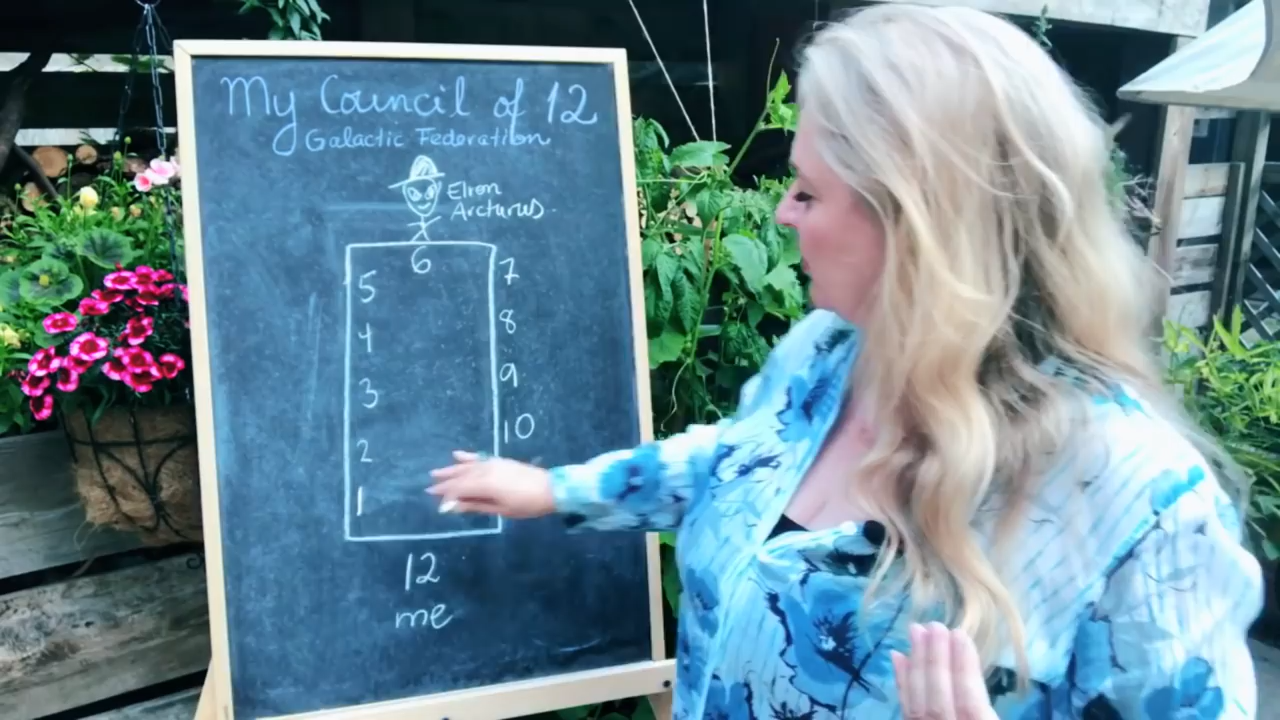 My Council of 12
Galactic Federation
Elron
Arcturus.
6
5 7
4 8
3 9
2 10
1
12
me